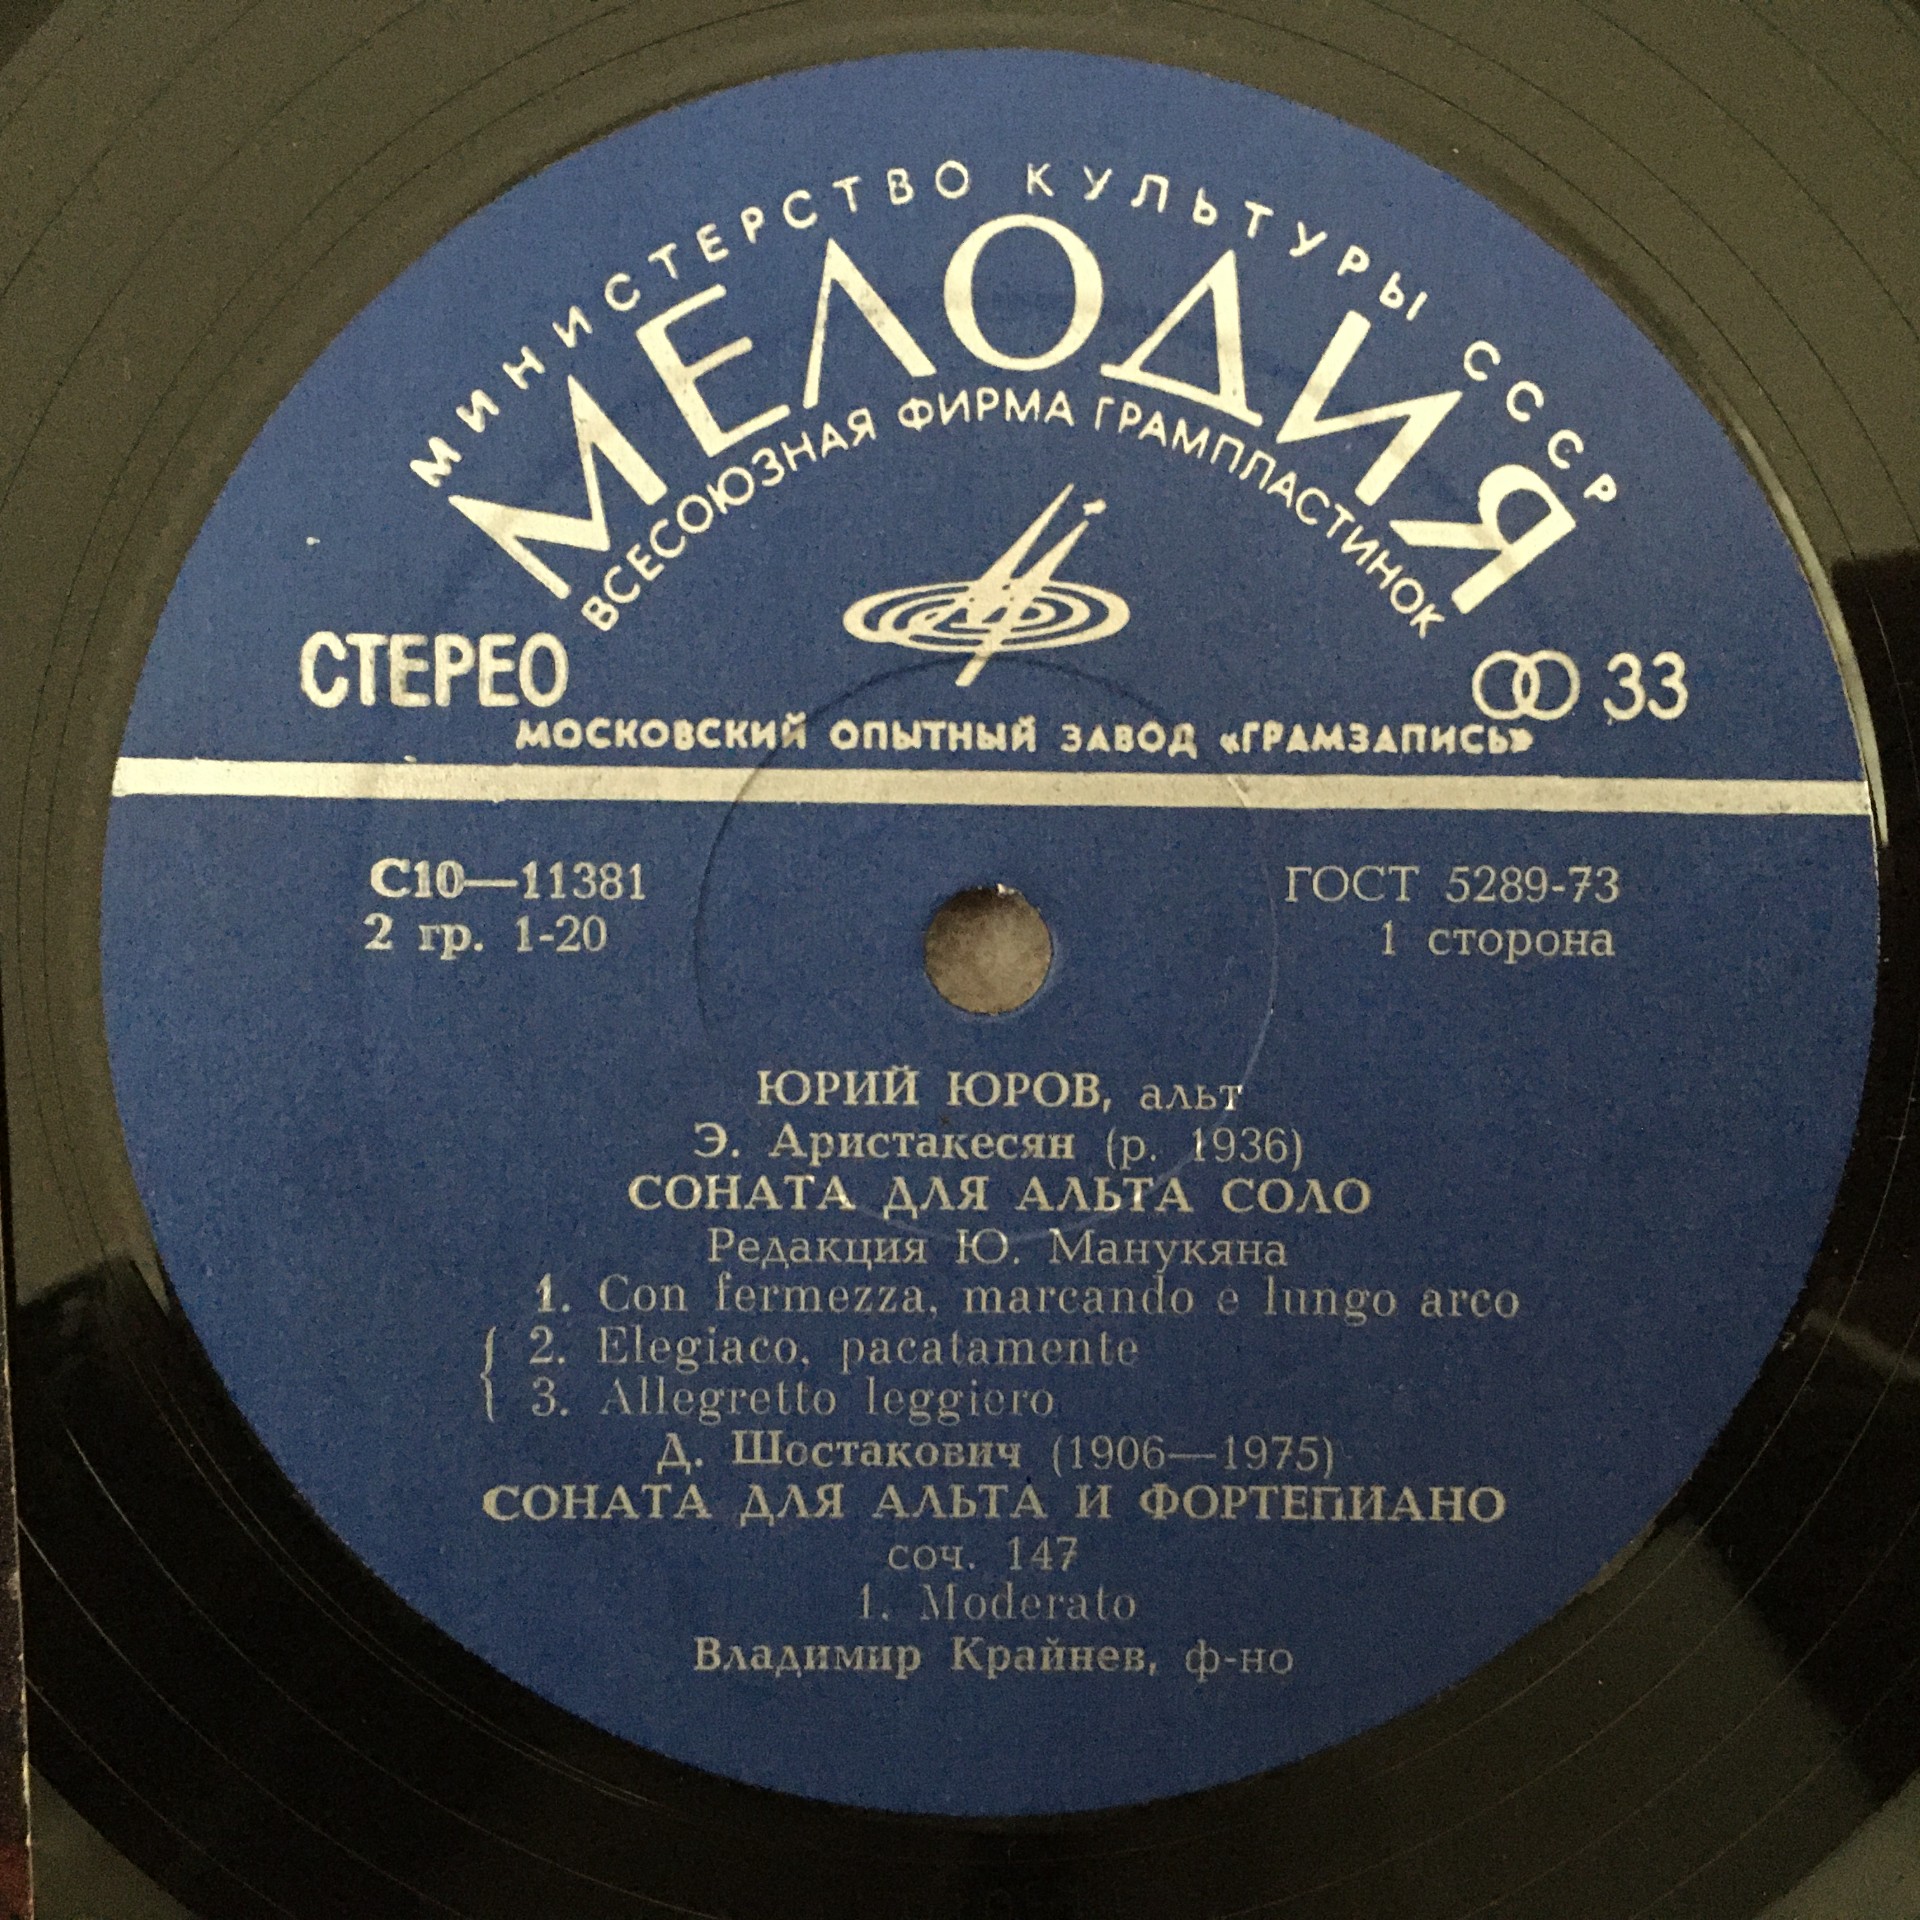 МИНИСТЕРСТВО КУЛЬТУРЫ СССР
МЕЛОДИЯ
ВСЕСОЮЗНАЯ ФИРМА ГРАМПЛАСТИНОК
СТЕРЕО
33
МОСКОВСКИЙ ОПЫТНЫЙ ЗАВОД «ГРАМЗАПИСЬ»
С10—11381
ГОСТ 5289-73
2 гр. 1-20
1 сторона
ЮРИЙ ЮРОВ, альт
Э. Аристакесян (р. 1936)
СОНАТА ДЛЯ АЛЬТА СОЛО
Редакция Ю. Манукяна
1. Con fermezza, marcando e lungo arco
2. Elegiaco, pacatamente
3. Allegretto leggiero
Д. Шостакович (1906—1975)
СОНАТА ДЛЯ АЛЬТА И ФОРТЕПИАНО
соч. 147
1. Moderato
Владимир Крайнев, ф-но